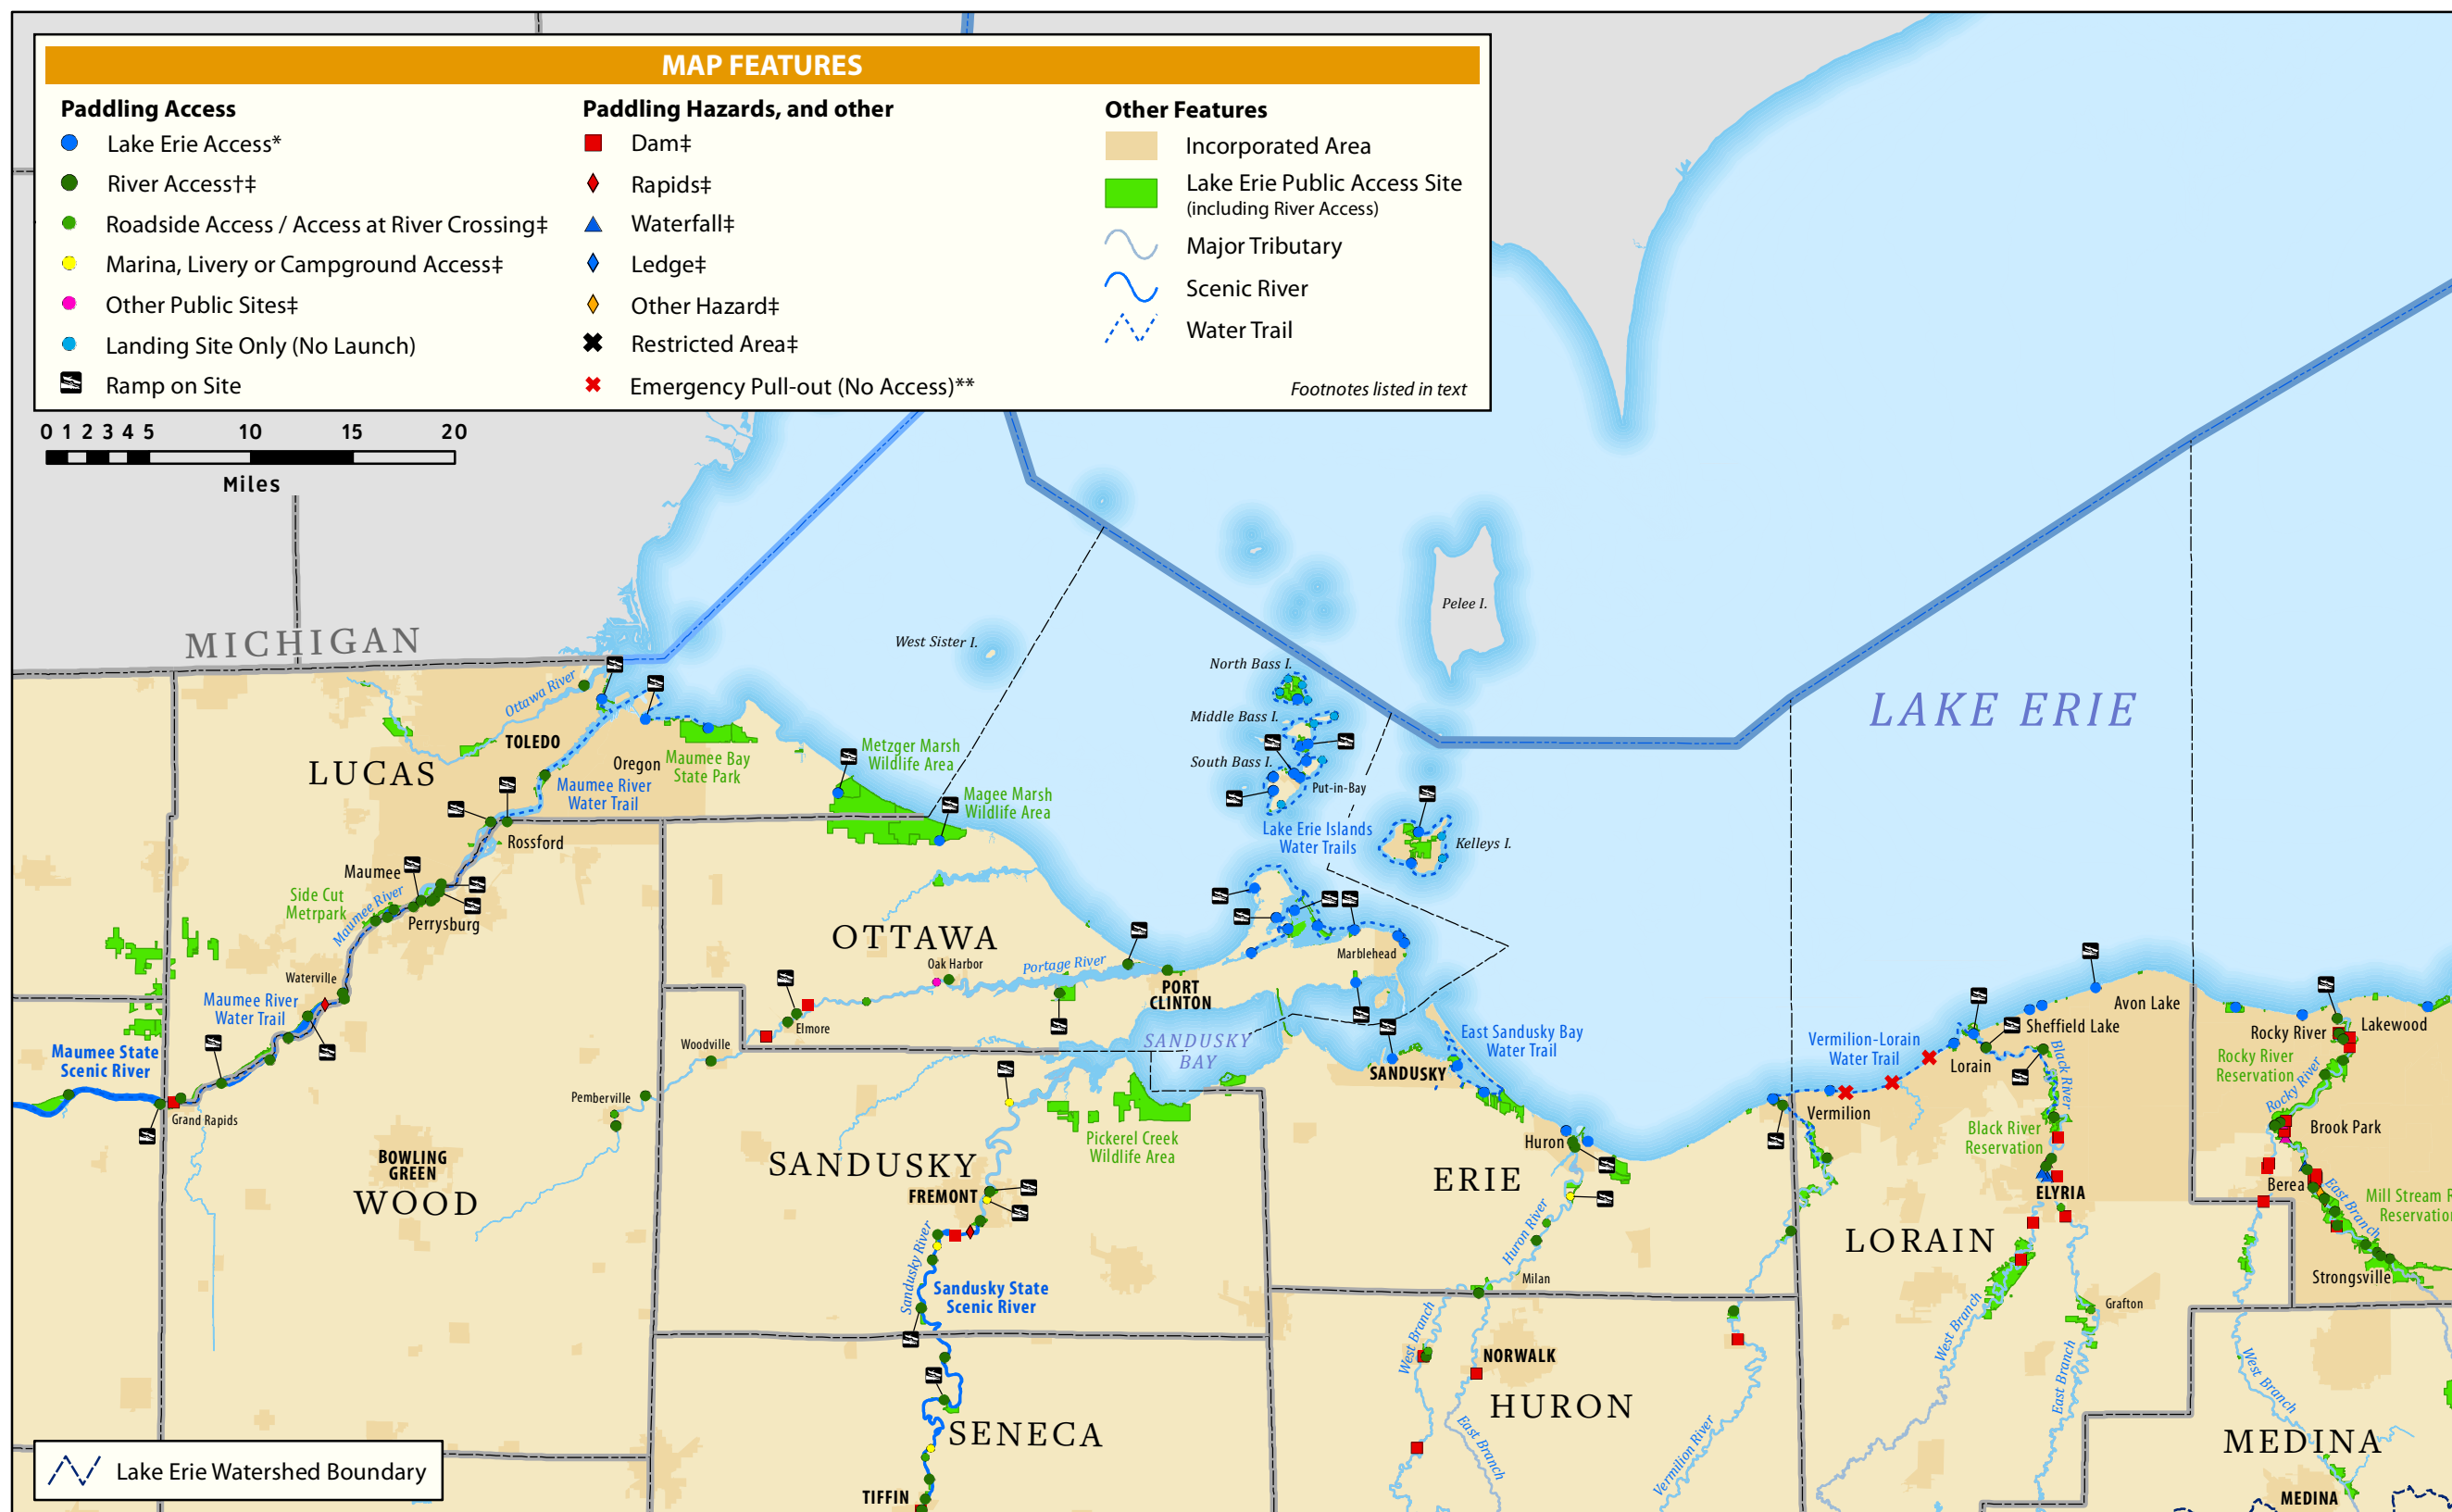 MAP FEATURES
Paddling Access
Lake Erie Access*
River Access†‡
Roadside Access / Access at River Crossing‡
Marina, Livery or Campground Access‡
Other Public Sites‡
Landing Site Only (No Launch)
Ramp on Site
Paddling Hazards, and other
Dam‡
Rapids‡
Waterfall‡
Ledge‡
Other Hazard‡
Restricted Area‡
Emergency Pull-out (No Access)**
Other Features
Incorporated Area
Lake Erie Public Access Site
(including River Access)
Major Tributary
Scenic River
Water Trail
Footnotes listed in text
0 1 2 3 4 5 10 15 20
Miles
MICHIGAN
West Sister I.
Pelee I.
North Bass I.
Middle Bass I.
South Bass I.
Put-in-Bay
Kelleys I.
Lake Erie Islands
Water Trails
LAKE ERIE
Ottawa River
TOLEDO
Oregon
Maumee Bay
State Park
Metzger Marsh
Wildlife Area
Magee Marsh
Wildlife Area
LUCAS
Maumee River
Water Trail
Rossford
Maumee
Side Cut
Metrpark
Maumee River
Perrysburg
Waterville
Maumee River
Water Trail
Maumee State
Scenic River
Grand Rapids
OTTAWA
Oak Harbor
Portage River
PORT
CLINTON
Marblehead
Elmore
Woodville
Pemberville
SANDUSKY
BAY
SANDUSKY
East Sandusky Bay
Water Trail
BOWLING
GREEN
WOOD
Pickerel Creek
Wildlife Area
SANDUSKY
FREMONT
Sandusky River
Sandusky State
Scenic River
SENECA
TIFFIN
Huron
ERIE
Huron River
Milan
West Branch
NORWALK
HURON
East Branch
Vermilion River
Vermilion-Lorain
Water Trail
Vermilion
Lorain
Sheffield Lake
Avon Lake
Black River
Black River
Reservation
ELYRIA
LORAIN
Grafton
West Branch
East Branch
Rocky River
Lakewood
Rocky River
Reservation
Rocky River
Brook Park
Berea
East Branch
Mill Stream R
Reservatio
Strongsville
West Branch
MEDINA
MEDINA
Lake Erie Watershed Boundary